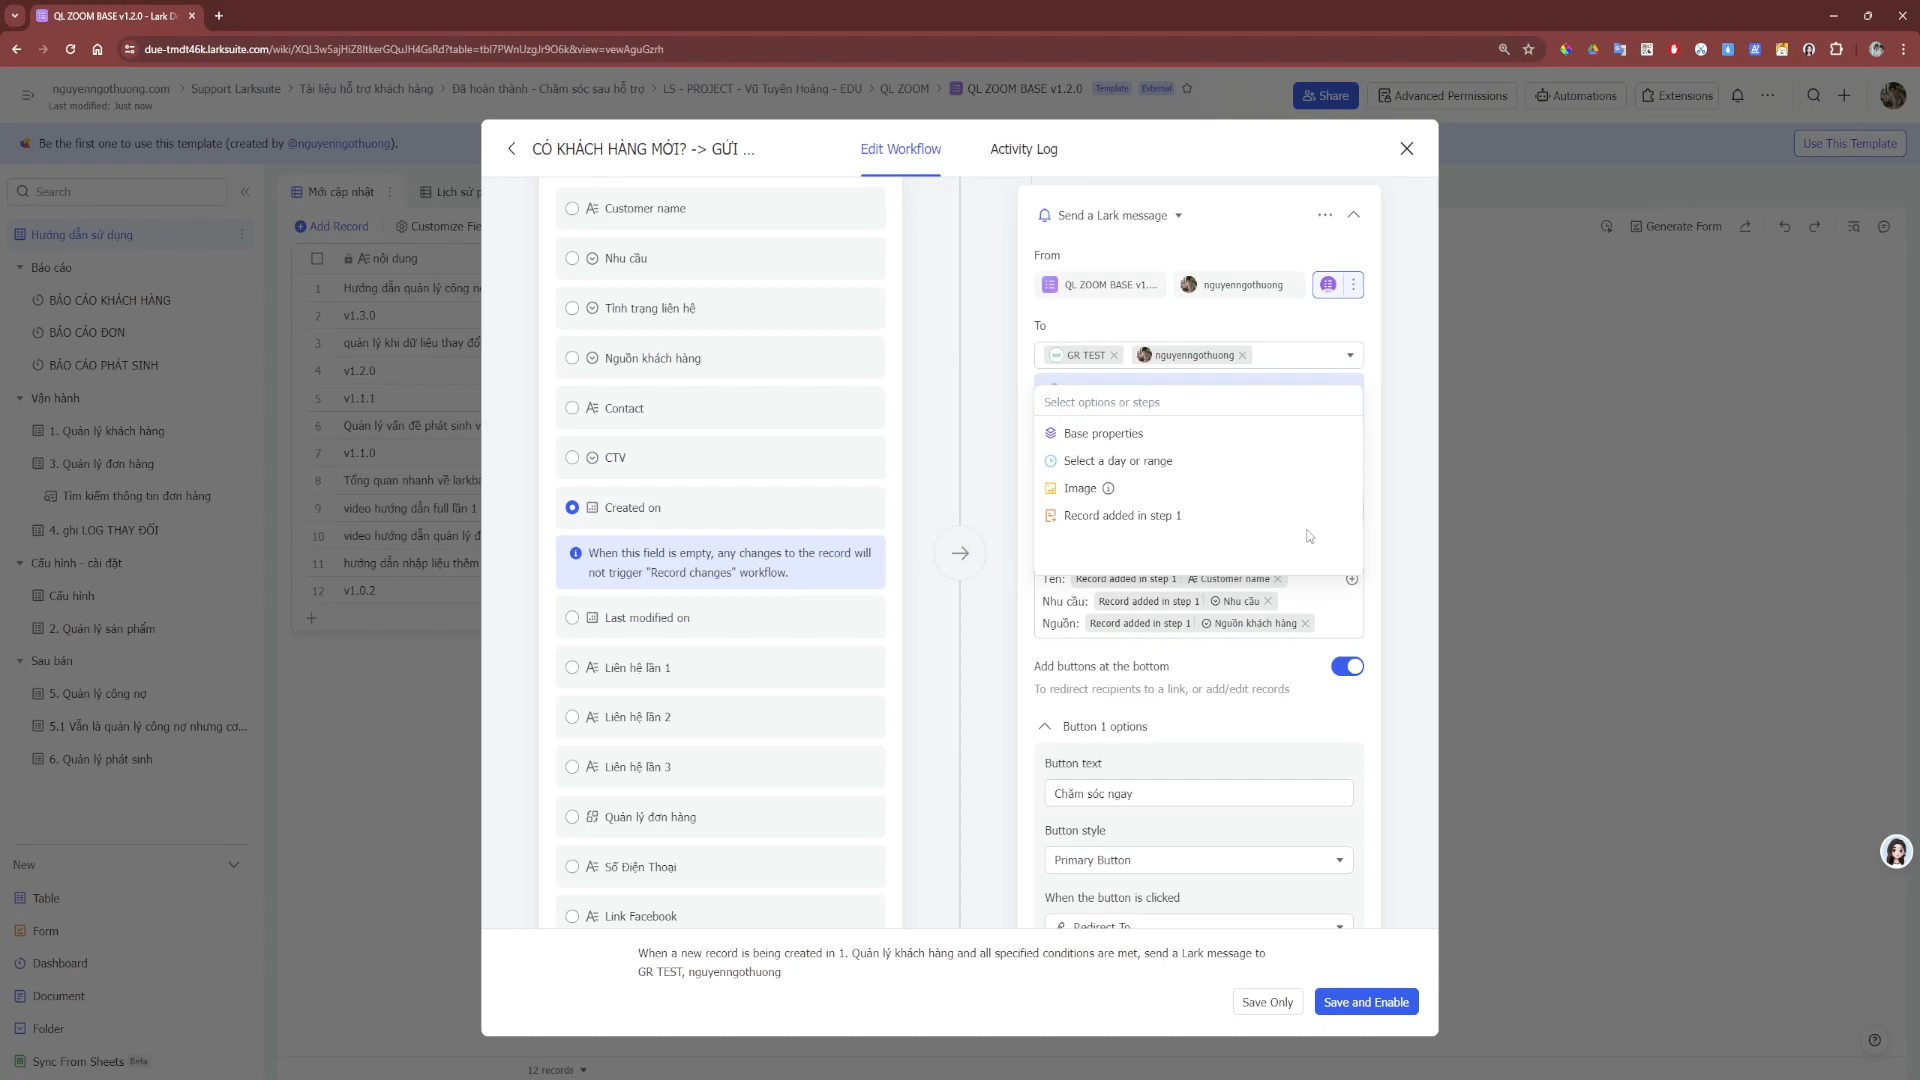 QL ZOOM BASE v1.2.0 - Lark D
due-tmdt46k.larksuite.com/wiki/XQL3w5ajHiZ8ItkerGQuJH4GsRd?table=tbl7PWnUzgJr9O6k&view=vewAguGzrh
nguyenngothuong.com > Support Larksuite > Tài liệu hỗ trợ khách hàng > Đã hoàn thành - Chăm sóc sau hỗ trợ > LS - PROJECT - Vũ Tuyên Hoàng - EDU > QL ZOOM > QL ZOOM BASE v1.2.0 Template External
Last modified: Just now
Share
Advanced Permissions
Automations
Extensions
Be the first one to use this template (created by @nguyenngothuong).
Use This Template
Search
Hướng dẫn sử dụng
Báo cáo
BÁO CÁO KHÁCH HÀNG
BÁO CÁO ĐƠN
BÁO CÁO PHÁT SINH
Vận hành
1. Quản lý khách hàng
3. Quản lý đơn hàng
Tìm kiếm thông tin đơn hàng
4. ghi LOG THAY ĐỔI
Cấu hình - cài đặt
Cấu hình
2. Quản lý sản phẩm
Sau bán
5. Quản lý công nợ
5.1 Vẫn là quản lý công nợ nhưng cơ...
6. Quản lý phát sinh
New
Table
Form
Dashboard
Document
Folder
Sync From Sheets Beta
Mới cập nhật
Lịch sử p
Add Record
Customize Fie
Generate Form
nội dung
1 Hướng dẫn quản lý công n
2 v1.3.0
3 quản lý khi dữ liệu thay đổ
4 v1.2.0
5 v1.1.1
6 Quản lý vấn đề phát sinh v
7 v1.1.0
8 Tổng quan nhanh về larkba
9 video hướng dẫn full lần 1
10 video hướng dẫn quản lý đ
11 hướng dẫn nhập liệu thêm
12 v1.0.2
12 records
CÓ KHÁCH HÀNG MỚI? -> GỬI ...
Edit Workflow
Activity Log
Customer name
Nhu cầu
Tình trạng liên hệ
Nguồn khách hàng
Contact
CTV
Created on
When this field is empty, any changes to the record will
not trigger "Record changes" workflow.
Last modified on
Liên hệ lần 1
Liên hệ lần 2
Liên hệ lần 3
Quản lý đơn hàng
Số Điện Thoại
Link Facebook
Send a Lark message
From
QL ZOOM BASE v1....
nguyenngothuong
To
GR TEST
nguyenngothuong
Select options or steps
Base properties
Select a day or range
Image
Record added in step 1
Tên: Record added in step 1 Customer name
Nhu cầu: Record added in step 1 Nhu cầu
Nguồn: Record added in step 1 Nguồn khách hàng
Add buttons at the bottom
To redirect recipients to a link, or add/edit records
Button 1 options
Button text
Chăm sóc ngay
Button style
Primary Button
When the button is clicked
Redirect To
When a new record is being created in 1. Quản lý khách hàng and all specified conditions are met, send a Lark message to
GR TEST, nguyenngothuong
Save Only
Save and Enable